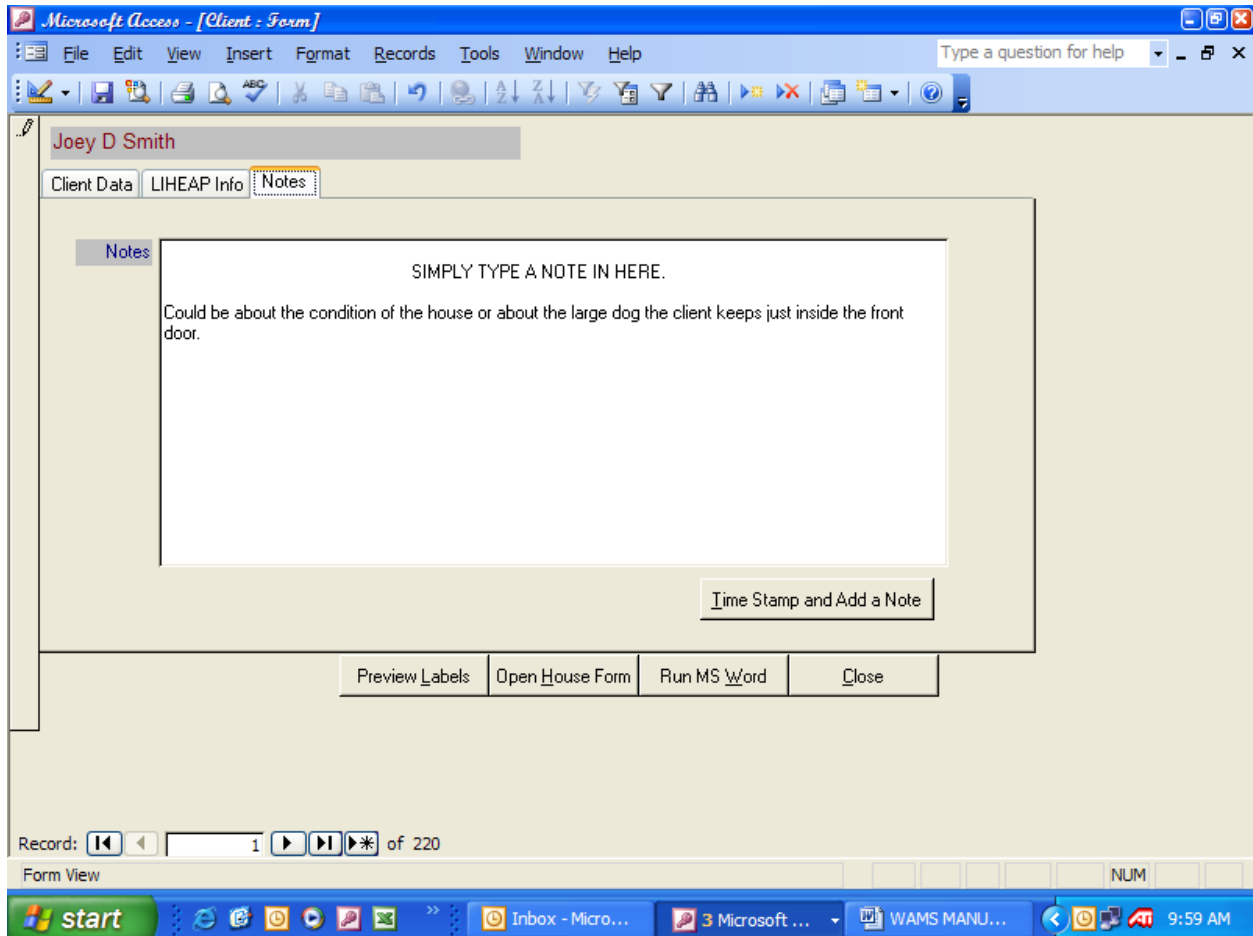 Microsoft Access - [Client : Form]
File Edit View Insert Format Records Tools Window Help Type a question for help
ABC
Joey D Smith
Client Data LIHEAP Info Notes
Notes
SIMPLY TYPE A NOTE IN HERE.
Could be about the condition of the house or about the large dog the client keeps just inside the front
door.
Time Stamp and Add a Note
Preview Labels Open House Form Run MS Word Close
Record: 1 of 220
Form View NUM
start Inbox - Micro... 3 Microsoft ... WAMS MANU... ATI 9:59 AM